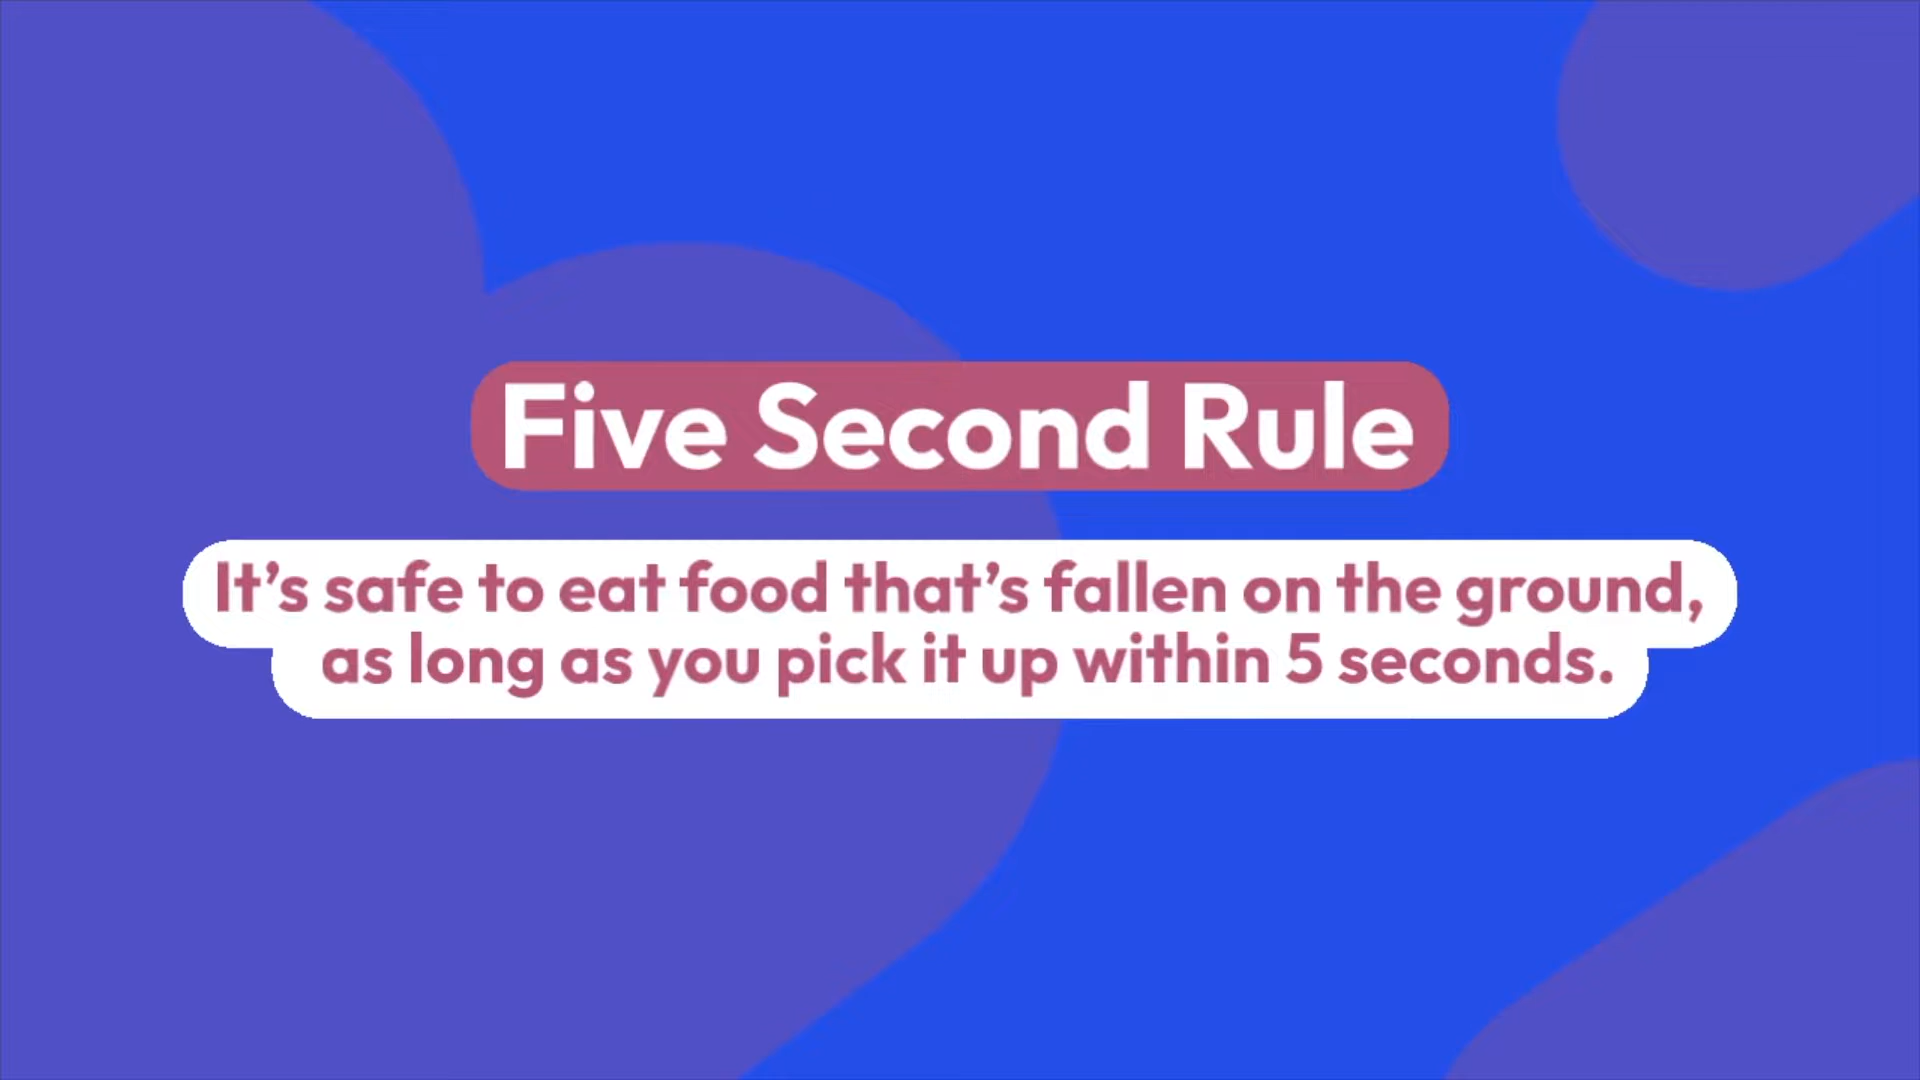 Five Second Rule
It’s safe to eat food that’s fallen on the ground,
as long as you pick it up within 5 seconds.